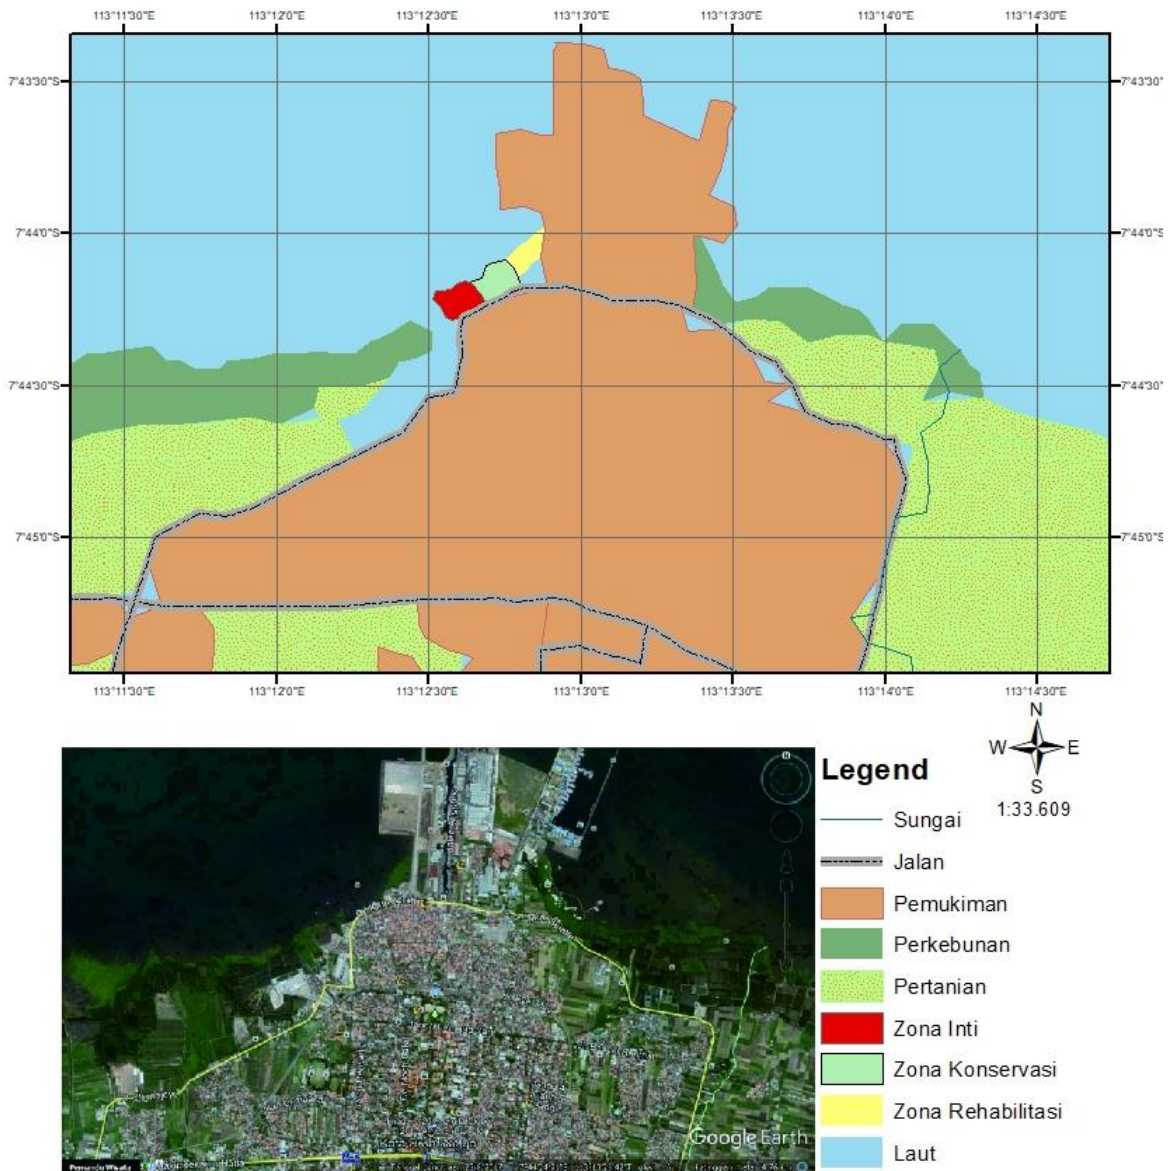 113°11'30"E 113°12'0"E 113°12'30"E 113°13'0"E 113°13'30"E 113°14'0"E 113°14'30"E
7°43'30"S 7°43'30"S
7°44'0"S 7°44'0"S
7°44'30"S 7°44'30"S
7°45'0"S 7°45'0"S
113°11'30"E 113°12'0"E 113°12'30"E 113°13'0"E 113°13'30"E 113°14'0"E 113°14'30"E
N
W E
S
1:33.609
Legend
Sungai
Jalan
Pemukiman
Perkebunan
Pertanian
Zona Inti
Zona Konservasi
Zona Rehabilitasi
Laut
Google Earth
Pemandu Wisata